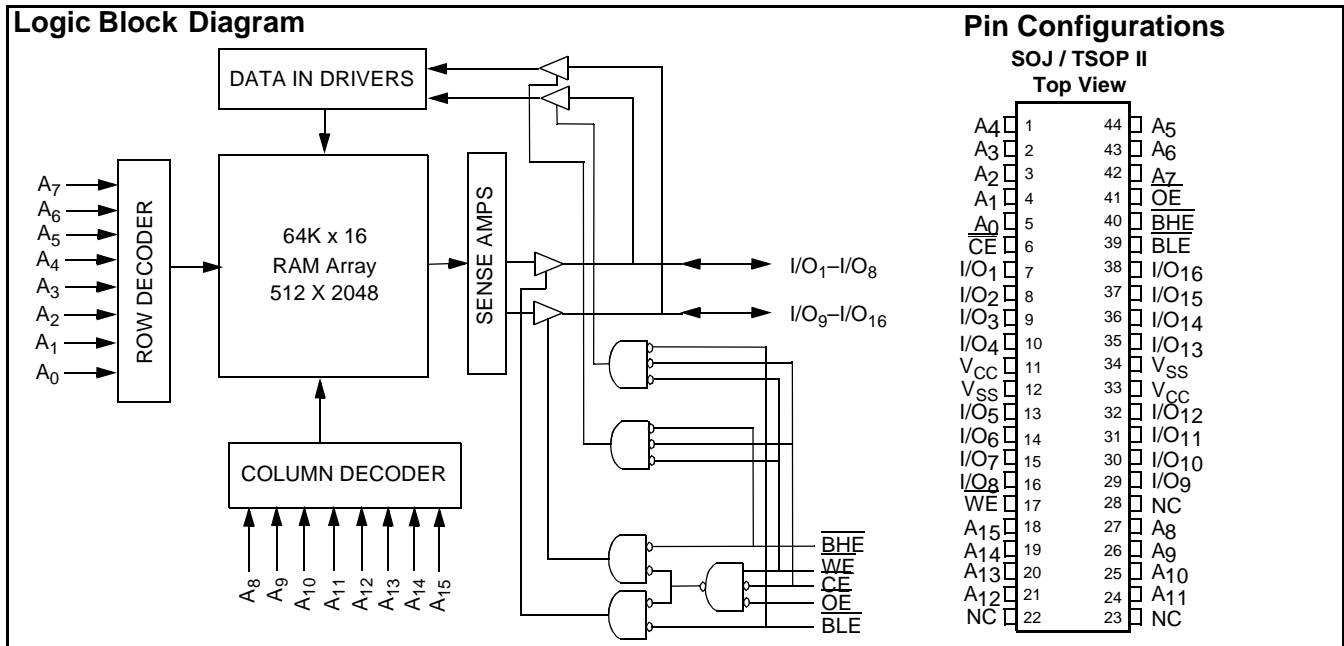 Logic Block Diagram
DATA IN DRIVERS
A7
A6
A5
A4
A3
A2
A1
A0
ROW DECODER
64K x 16
RAM Array
512 X 2048
SENSE AMPS
I/O1–I/O8
I/O9–I/O16
COLUMN DECODER
A8
A9
A10
A11
A12
A13
A14
A15
BHE
WE
CE
OE
BLE
Pin Configurations
SOJ / TSOP II
Top View
A4 1 44 A5
A3 2 43 A6
A2 3 42 A7
A1 4 41 OE
A0 5 40 BHE
CE 6 39 BLE
I/O1 7 38 I/O16
I/O2 8 37 I/O15
I/O3 9 36 I/O14
I/O4 10 35 I/O13
VCC 11 34 VSS
VSS 12 33 VCC
I/O5 13 32 I/O12
I/O6 14 31 I/O11
I/O7 15 30 I/O10
I/O8 16 29 I/O9
WE 17 28 NC
A15 18 27 A8
A14 19 26 A9
A13 20 25 A10
A12 21 24 A11
NC 22 23 NC